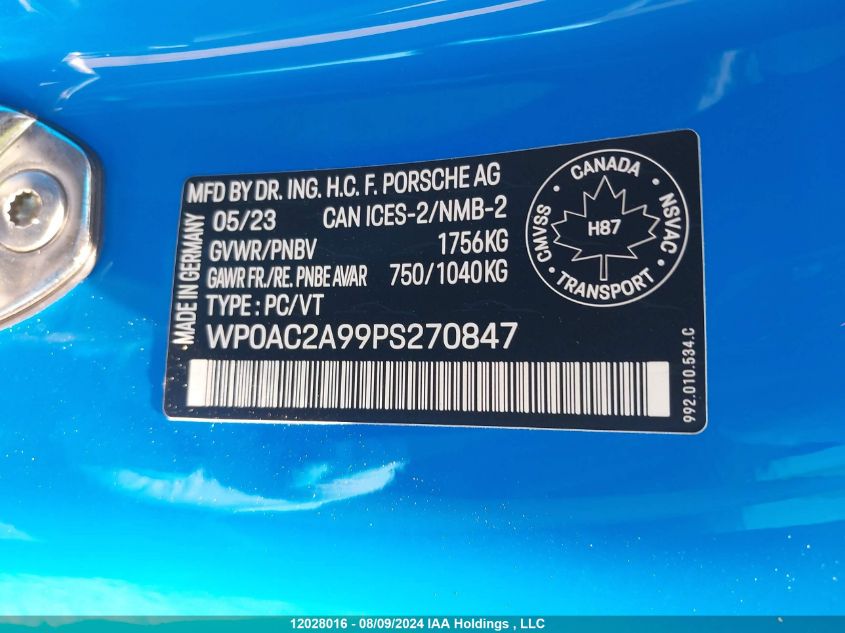 MFD BY DR. ING. H.C. F. PORSCHE AG
05/23 CAN ICES-2/NMB-2
GVWR/PNBV 1756KG
GAWR FR./RE. PNBE AV/AR 750/1040KG
TYPE : PC/VT
WP0AC2A99PS270847
MADE IN GERMANY
CANADA
CMVSS
NSVAC
H87
TRANSPORT
992.010.534.C
12028016 - 08/09/2024 IAA Holdings , LLC